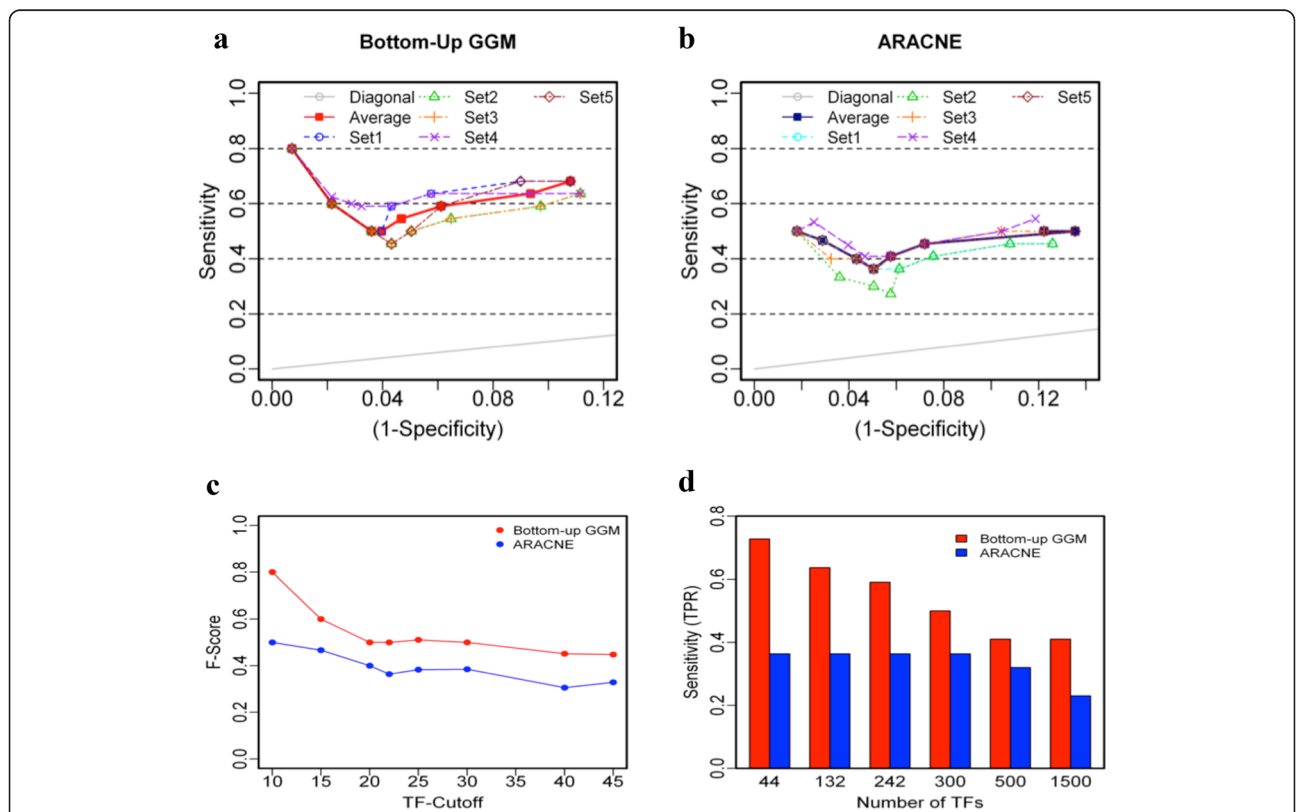 a
Bottom-Up GGM
Diagonal
Average
Set1
Set2
Set3
Set4
Set5
Sensitivity
1.0
0.8
0.6
0.4
0.2
0.0
0.00
0.04
0.08
0.12
(1-Specificity)
b
ARACNE
Diagonal
Average
Set1
Set2
Set3
Set4
Set5
Sensitivity
1.0
0.8
0.6
0.4
0.2
0.0
0.00
0.04
0.08
0.12
(1-Specificity)
c
Bottom-up GGM
ARACNE
F-Score
1.0
0.8
0.6
0.4
0.2
0.0
10
15
20
25
30
35
40
45
TF-Cutoff
d
Bottom-up GGM
ARACNE
Sensitivity (TPR)
0.8
0.6
0.4
0.2
0.0
44
132
242
300
500
1500
Number of TFs